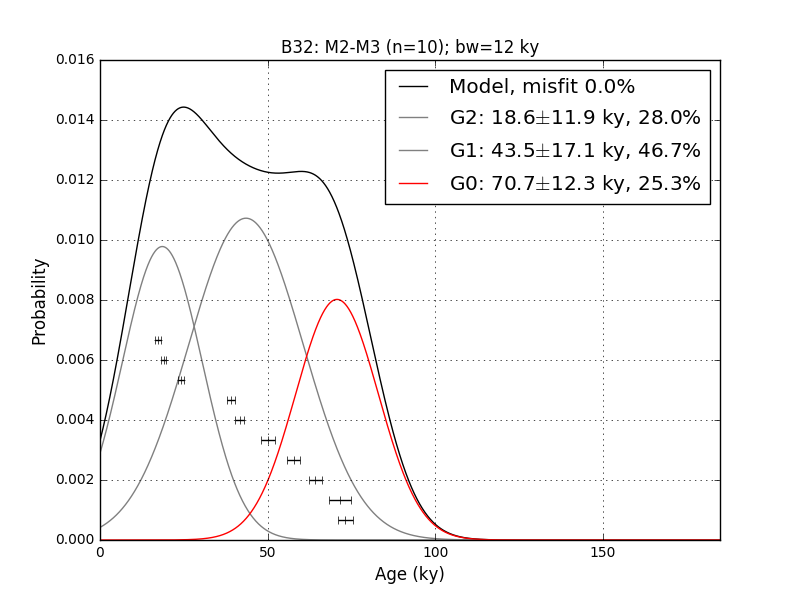 B32: M2-M3 (n=10); bw=12 ky
0.016
0.014
0.012
0.010
0.008
0.006
0.004
0.002
0.000
Probability
Model, misfit 0.0%
G2: 18.6±11.9 ky, 28.0%
G1: 43.5±17.1 ky, 46.7%
G0: 70.7±12.3 ky, 25.3%
0
50
100
150
Age (ky)